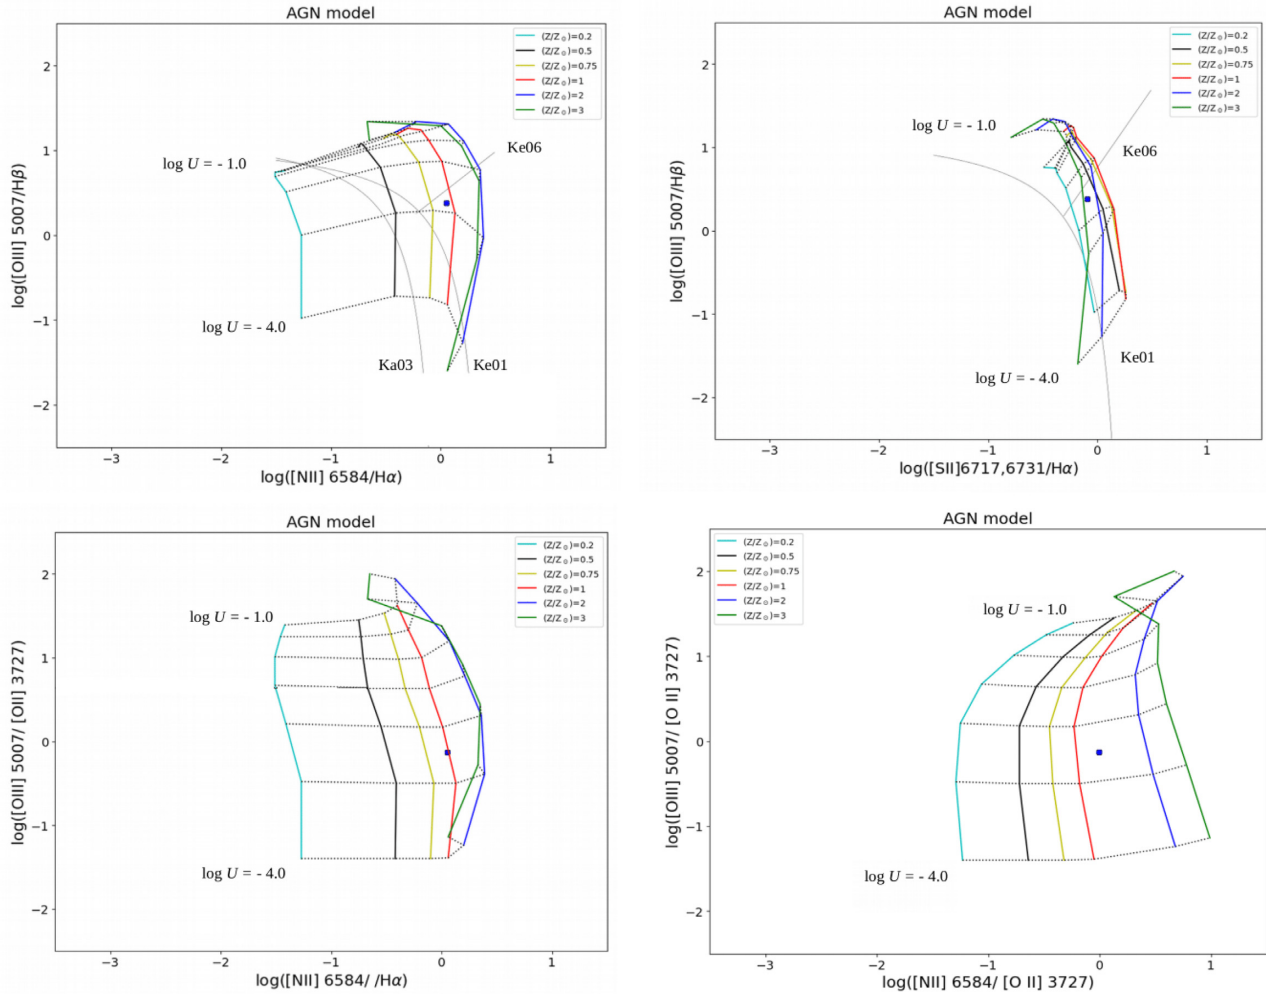 AGN model
(Z/Z⊙)=0.2
(Z/Z⊙)=0.5
(Z/Z⊙)=0.75
(Z/Z⊙)=1
(Z/Z⊙)=2
(Z/Z⊙)=3
log U = - 1.0
log U = - 4.0
Ke06
Ka03
Ke01
2
1
0
−1
−2
−3
−2
−1
0
1
log([OIII] 5007/Hβ)
log([NII] 6584/Hα)
AGN model
(Z/Z⊙)=0.2
(Z/Z⊙)=0.5
(Z/Z⊙)=0.75
(Z/Z⊙)=1
(Z/Z⊙)=2
(Z/Z⊙)=3
log U = - 1.0
Ke06
Ke01
log U = - 4.0
2
1
0
−1
−2
−3
−2
−1
0
1
log([OIII] 5007/Hβ)
log([SII]6717,6731/Hα)
AGN model
(Z/Z⊙)=0.2
(Z/Z⊙)=0.5
(Z/Z⊙)=0.75
(Z/Z⊙)=1
(Z/Z⊙)=2
(Z/Z⊙)=3
log U = - 1.0
log U = - 4.0
2
1
0
−1
−2
−3
−2
−1
0
1
log([OIII] 5007/ [OII] 3727)
log([NII] 6584/ /Hα)
AGN model
(Z/Z⊙)=0.2
(Z/Z⊙)=0.5
(Z/Z⊙)=0.75
(Z/Z⊙)=1
(Z/Z⊙)=2
(Z/Z⊙)=3
log U = - 1.0
log U = - 4.0
2
1
0
−1
−2
−3
−2
−1
0
1
log([OIII] 5007/ [O II] 3727)
log([NII] 6584/ [O II] 3727)